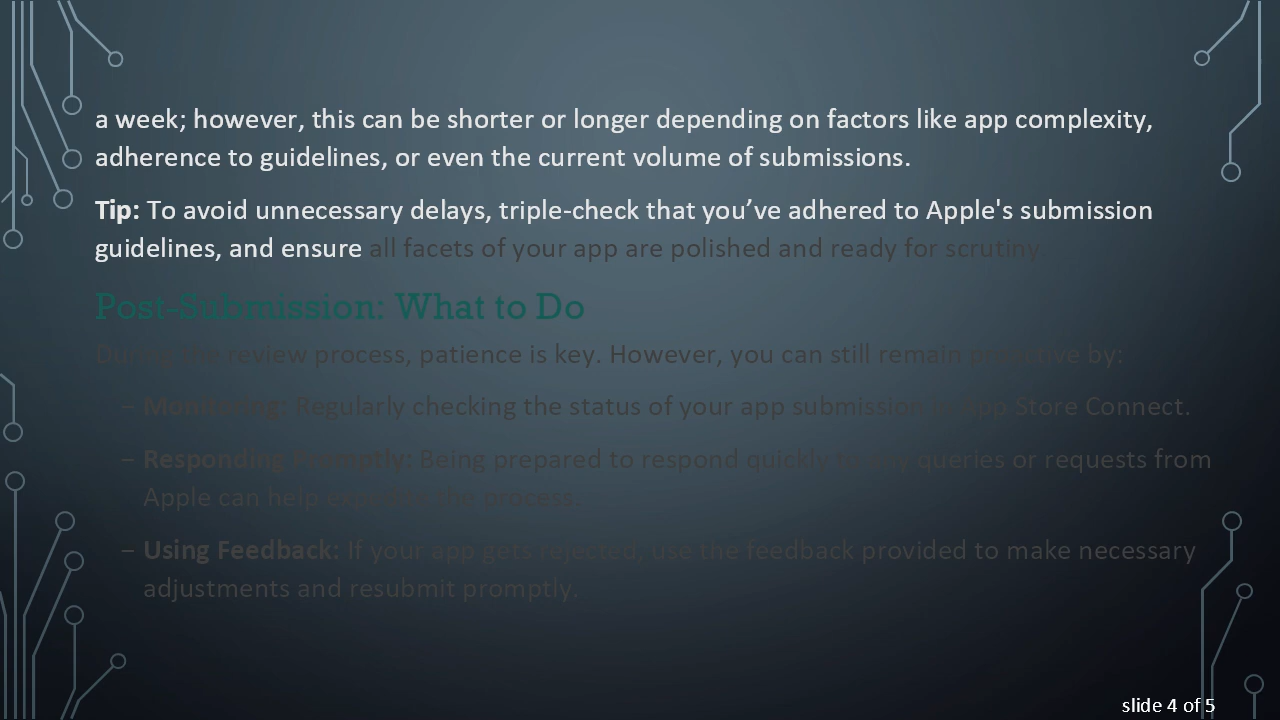 a week; however, this can be shorter or longer depending on factors like app complexity,
adherence to guidelines, or even the current volume of submissions.
Tip: To avoid unnecessary delays, triple-check that you’ve adhered to Apple's submission
guidelines, and ensure all facets of your app are polished and ready for scrutiny.
Post-Submission: What to Do
During the review process, patience is key. However, you can still remain proactive by:
– Monitoring: Regularly checking the status of your app submission in App Store Connect.
– Responding Promptly: Being prepared to respond quickly to any queries or requests from
Apple can help expedite the process.
– Using Feedback: If your app gets rejected, use the feedback provided to make necessary
adjustments and resubmit promptly.
slide 4 of 5